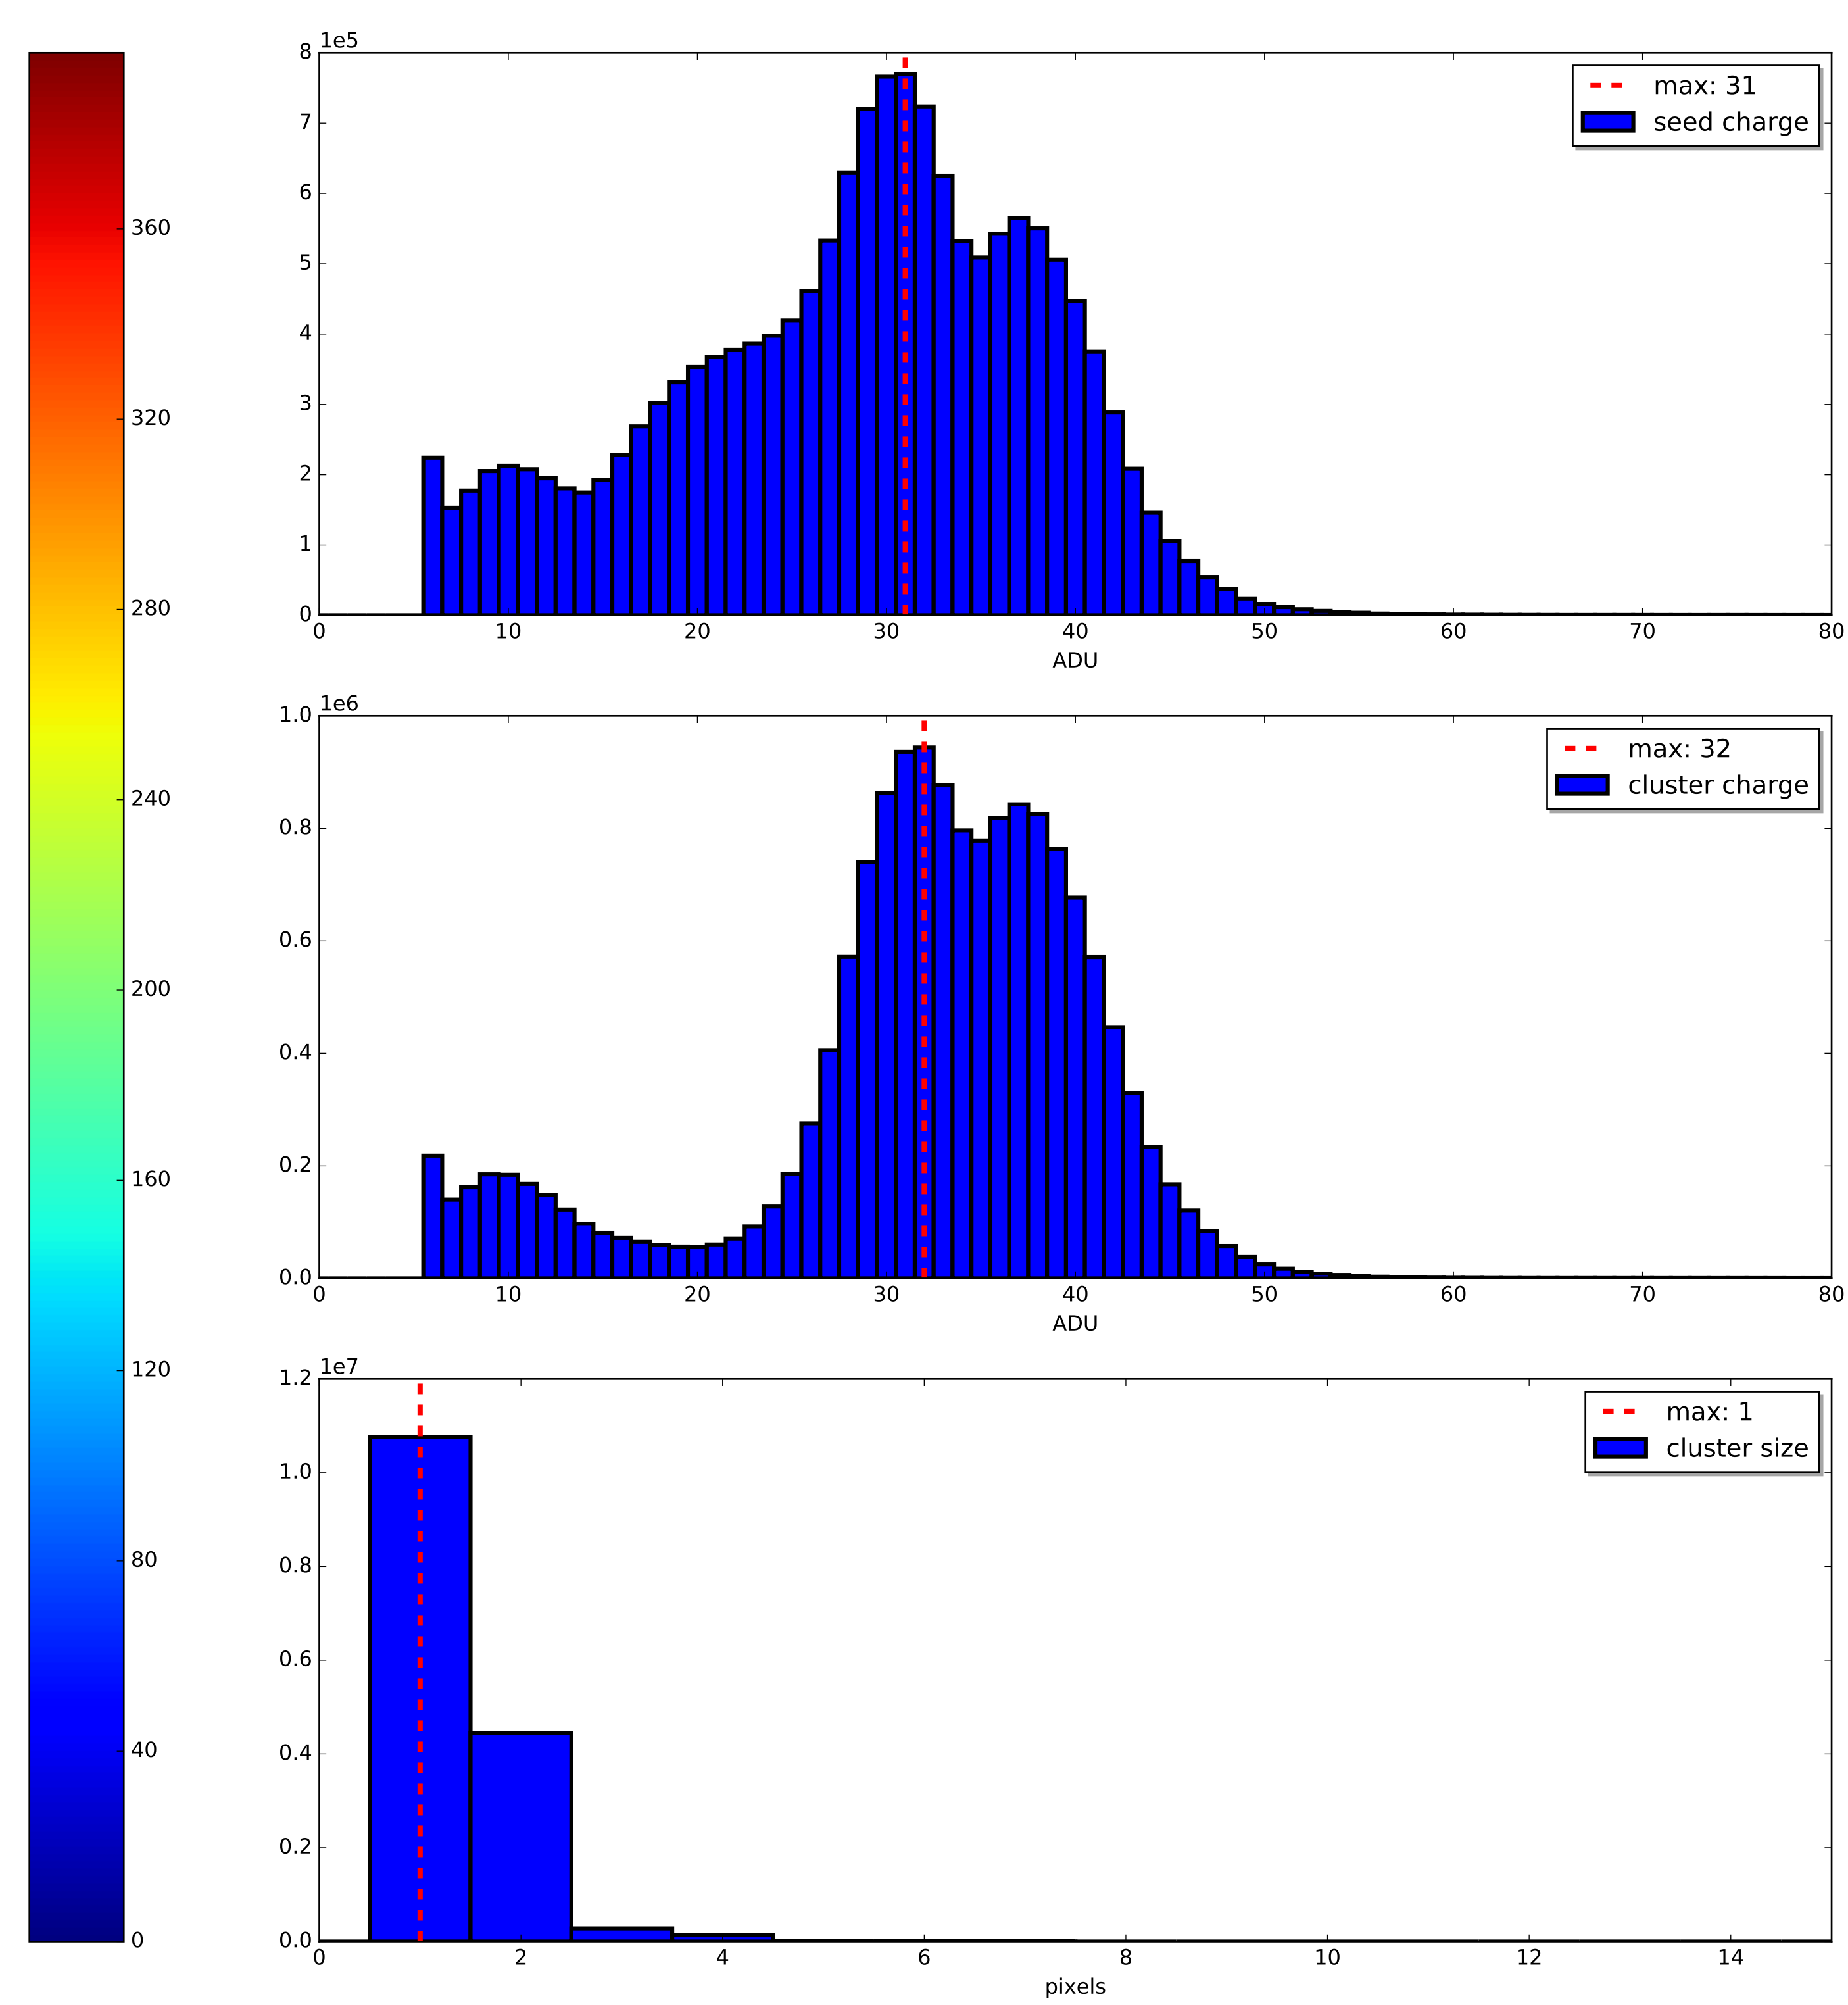 360
320
280
240
200
160
120
80
40
0
1e5
8
7
6
5
4
3
2
1
0
max: 31
seed charge
0 10 20 30 40 50 60 70 80
ADU
1e6
1.0
0.8
0.6
0.4
0.2
0.0
max: 32
cluster charge
0 10 20 30 40 50 60 70 80
ADU
1e7
1.2
1.0
0.8
0.6
0.4
0.2
0.0
max: 1
cluster size
0 2 4 6 8 10 12 14
pixels